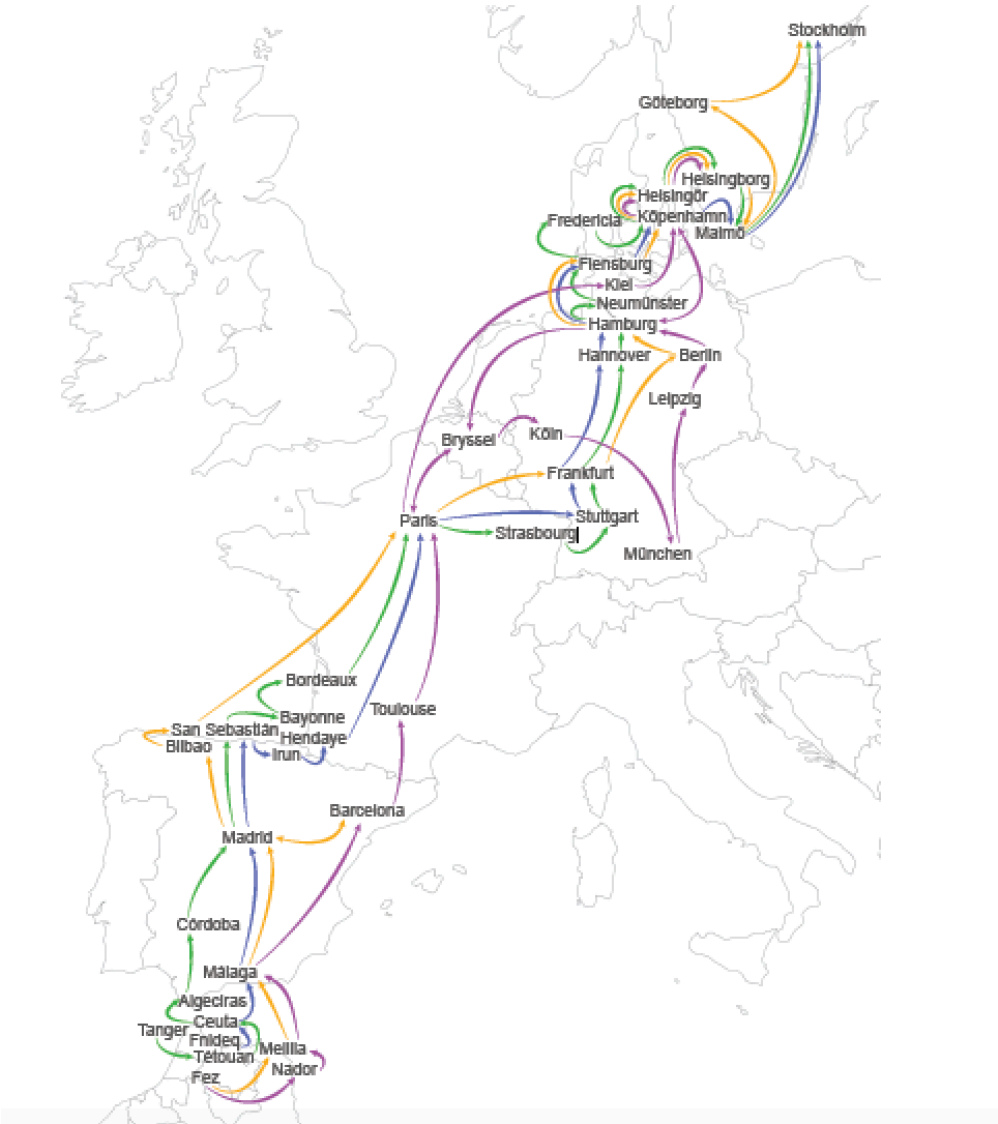 Stockholm
Göteborg
Helsingborg
Helsingör
Köpenhamn
Fredericia
Malmö
Flensburg
Kiel
Neumünster
Hamburg
Hannover
Berlin
Leipzig
Bryssel
Köln
Frankfurt
Paris
Stuttgart
Strasbourg
München
Bordeaux
Toulouse
Bayonne
San Sebastián
Hendaye
Bilbao
Irun
Barcelona
Madrid
Córdoba
Málaga
Algeciras
Ceuta
Tanger
Fnideq
Melilla
Tétouan
Nador
Fez